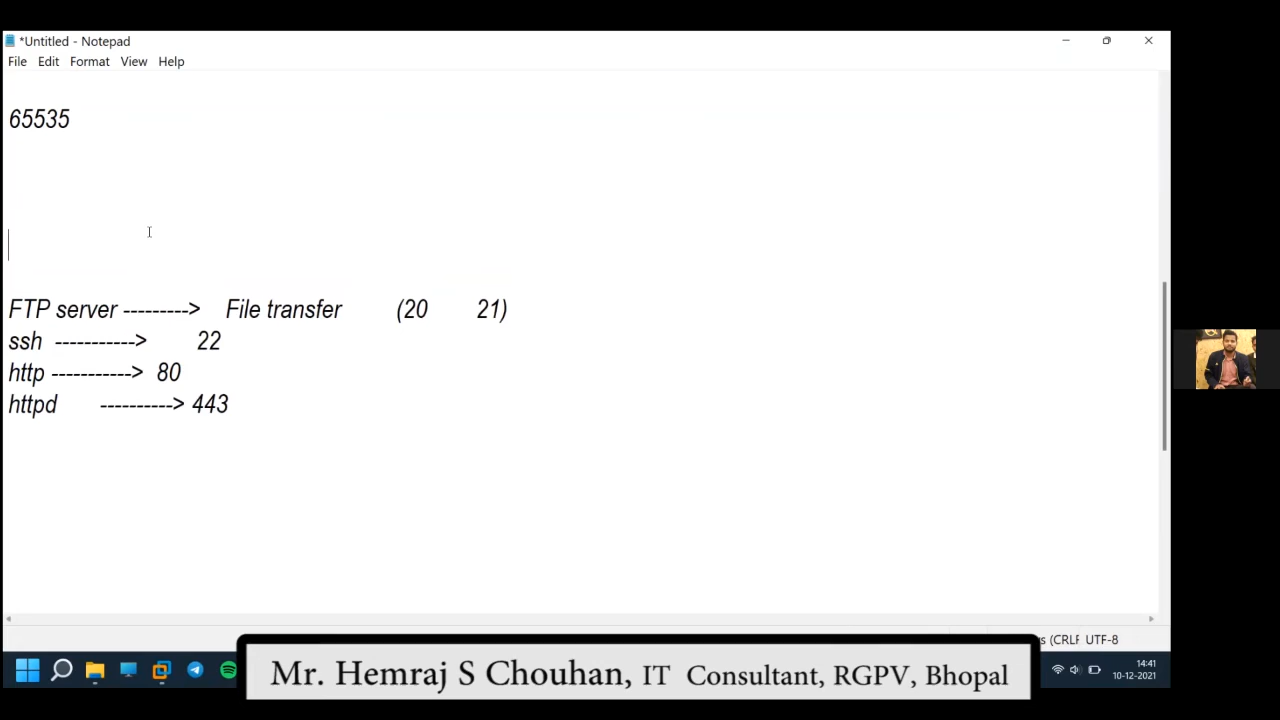 *Untitled - Notepad
File Edit Format View Help
65535
FTP server ---------> File transfer (20 21)
ssh -----------> 22
http -----------> 80
httpd ----------> 443
(CRLF UTF-8
14:41
10-12-2021
Mr. Hemraj S Chouhan, IT Consultant, RGPV, Bhopal